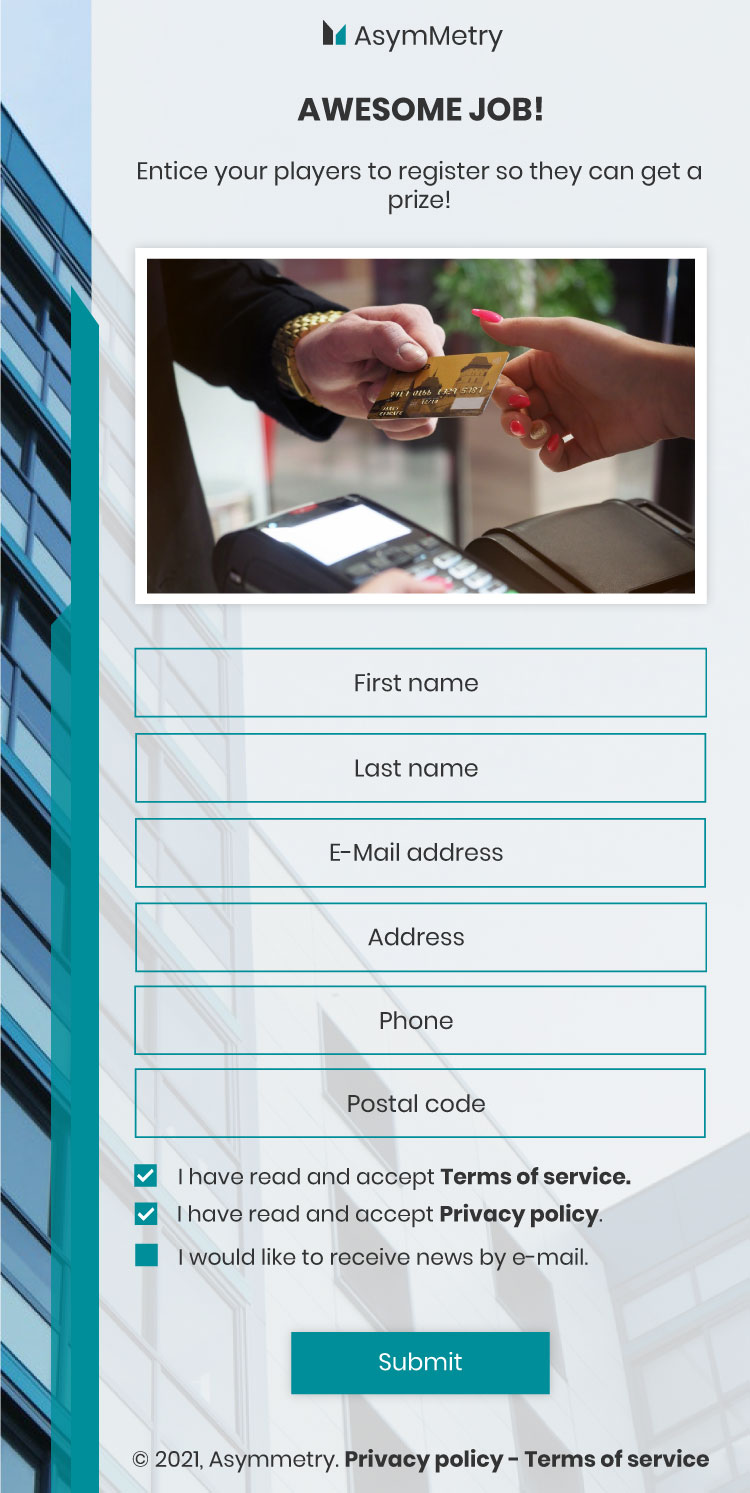 AsymMetry
AWESOME JOB!
Entice your players to register so they can get a
prize!
First name
Last name
E-Mail address
Address
Phone
Postal code
I have read and accept Terms of service.
I have read and accept Privacy policy.
I would like to receive news by e-mail.
Submit
© 2021, Asymmetry. Privacy policy - Terms of service